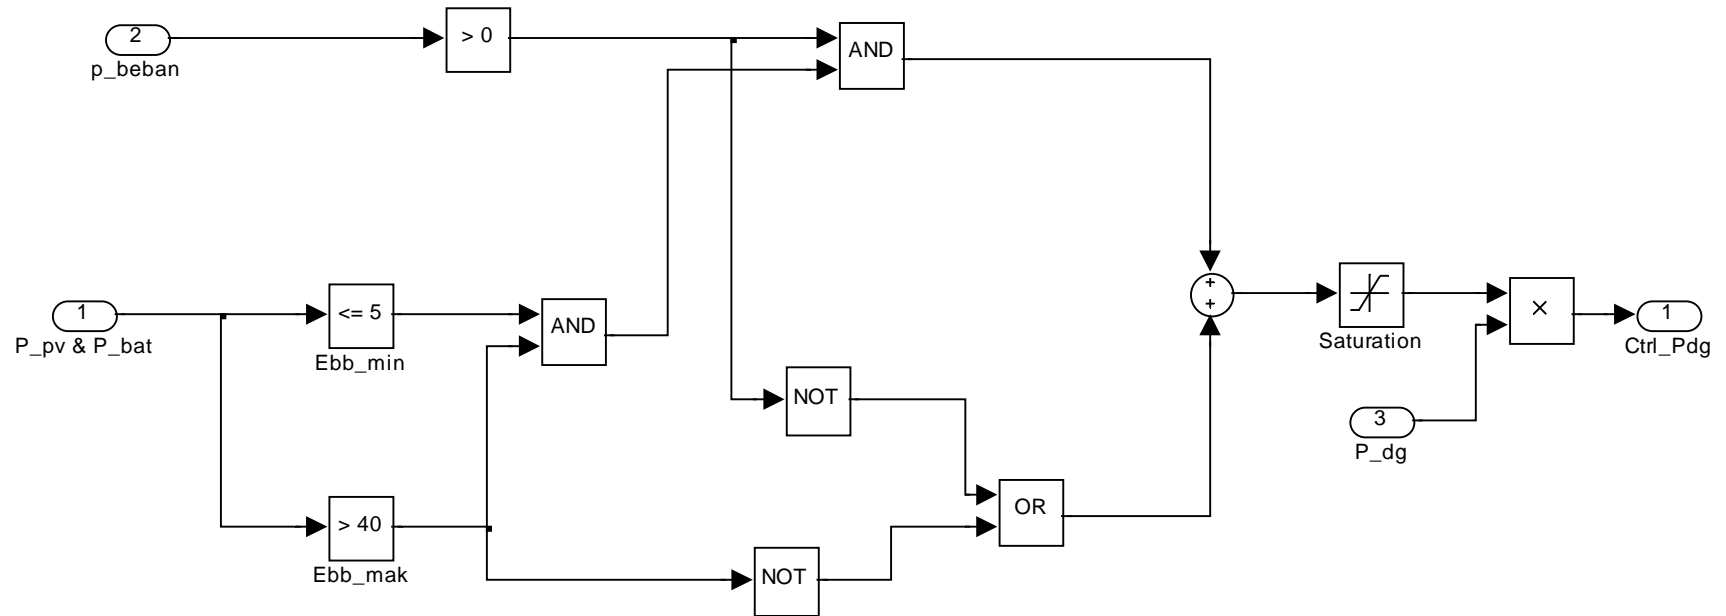 2
p_beban
> 0
AND
1
P_pv & P_bat
<= 5
Ebb_min
AND
+
+
Saturation
×
1
Ctrl_Pdg
NOT
3
P_dg
> 40
Ebb_mak
OR
NOT